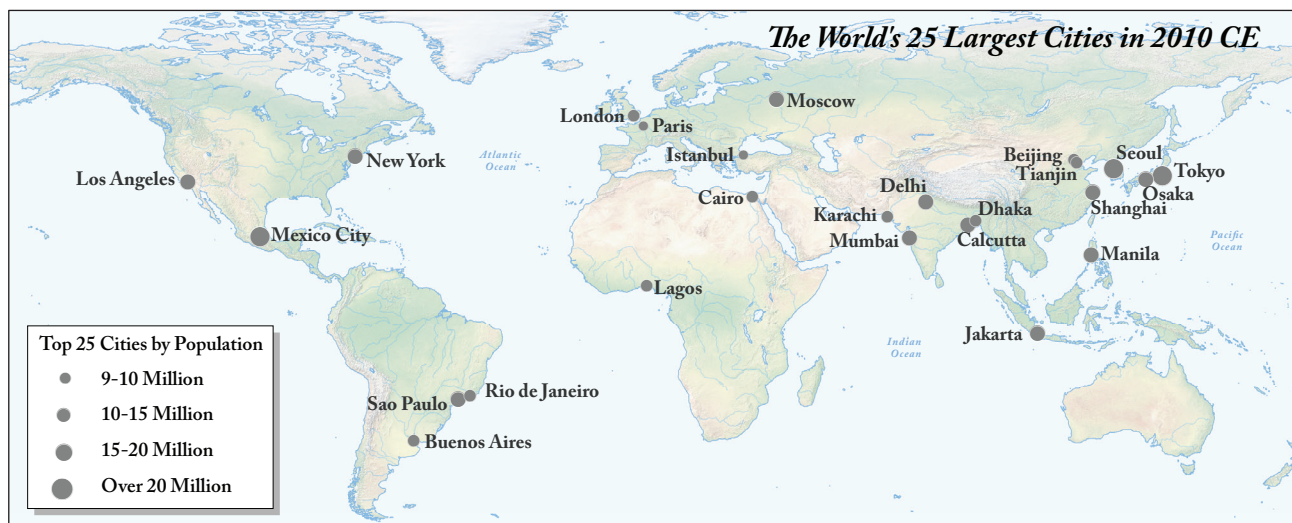 The World's 25 Largest Cities in 2010 CE
Moscow
London
Paris
Istanbul
New York
Atlantic
Ocean
Los Angeles
Beijing
Tianjin
Seoul
Tokyo
Osaka
Shanghai
Cairo
Delhi
Karachi
Dhaka
Mumbai
Calcutta
Mexico City
Pacific
Ocean
Manila
Lagos
Jakarta
Indian
Ocean
Rio de Janeiro
Sao Paulo
Buenos Aires
Top 25 Cities by Population
9-10 Million
10-15 Million
15-20 Million
Over 20 Million